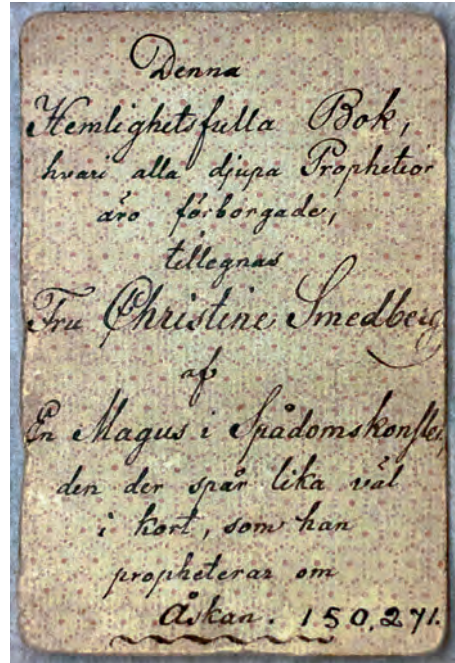 Denna
Hemlighetsfulla Bok,
hvari alla djupa Prophetior
äro förborgade,
tillegnas
Fru Christine Smedberg
af
En Magus i Spådomskonsten,
den der spår lika väl
i kort, som han
propheterar om
Åskan. 150,271.